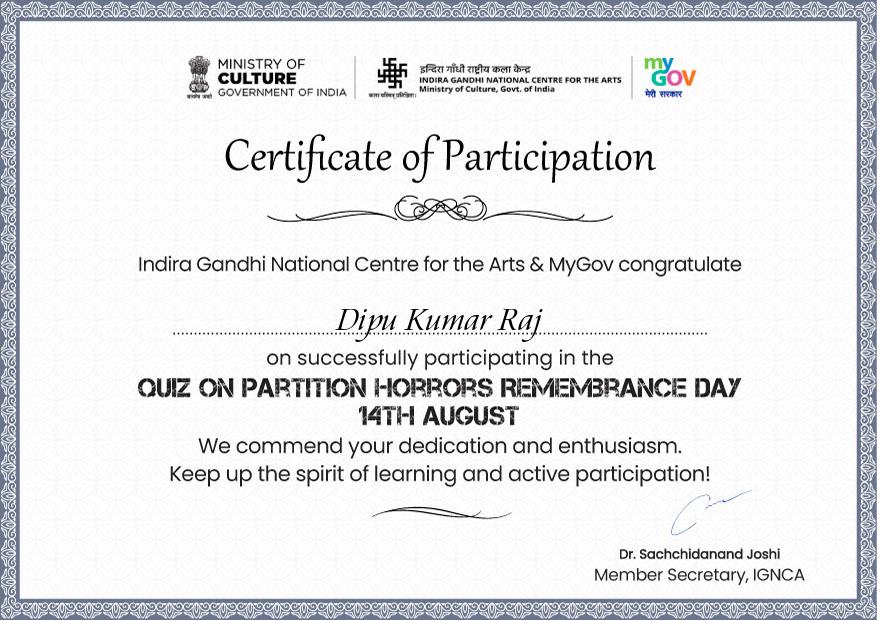 MINISTRY OF
CULTURE
GOVERNMENT OF INDIA
सत्यमेव जयते
इन्दिरा गाँधी राष्ट्रीय कला केन्द्र
INDIRA GANDHI NATIONAL CENTRE FOR THE ARTS
Ministry of Culture, Govt. of India
my
GOV
मेरी सरकार
Certificate of Participation
Indira Gandhi National Centre for the Arts & MyGov congratulate
Dipu Kumar Raj
on successfully participating in the
QUIZ ON PARTITION HORRORS REMEMBRANCE DAY
14TH AUGUST
We commend your dedication and enthusiasm.
Keep up the spirit of learning and active participation!
Dr. Sachchidanand Joshi
Member Secretary, IGNCA